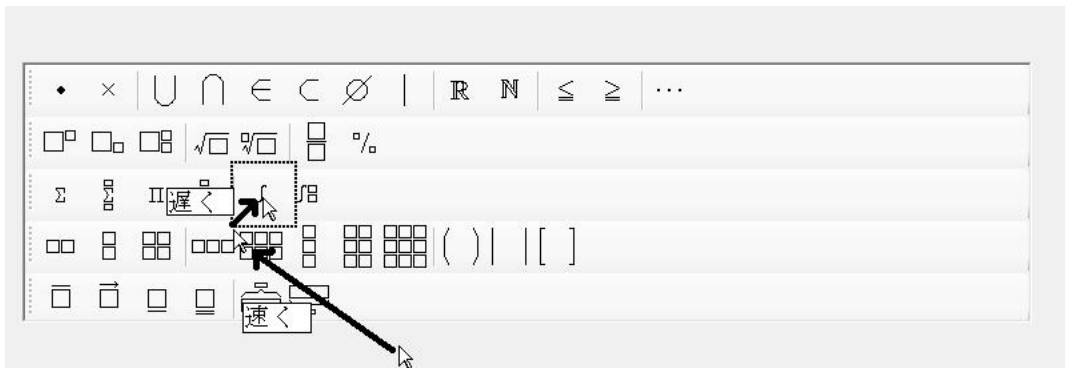 • × ⋃ ⋂ ∈ ⊂ ∅ | ℝ ℕ ≦ ≧ ⋯
□□ □□ □□□ √□ □√□ □/□ %
Σ Σ Π 遅く ∫ ∫
( ) | | [ ]
速く